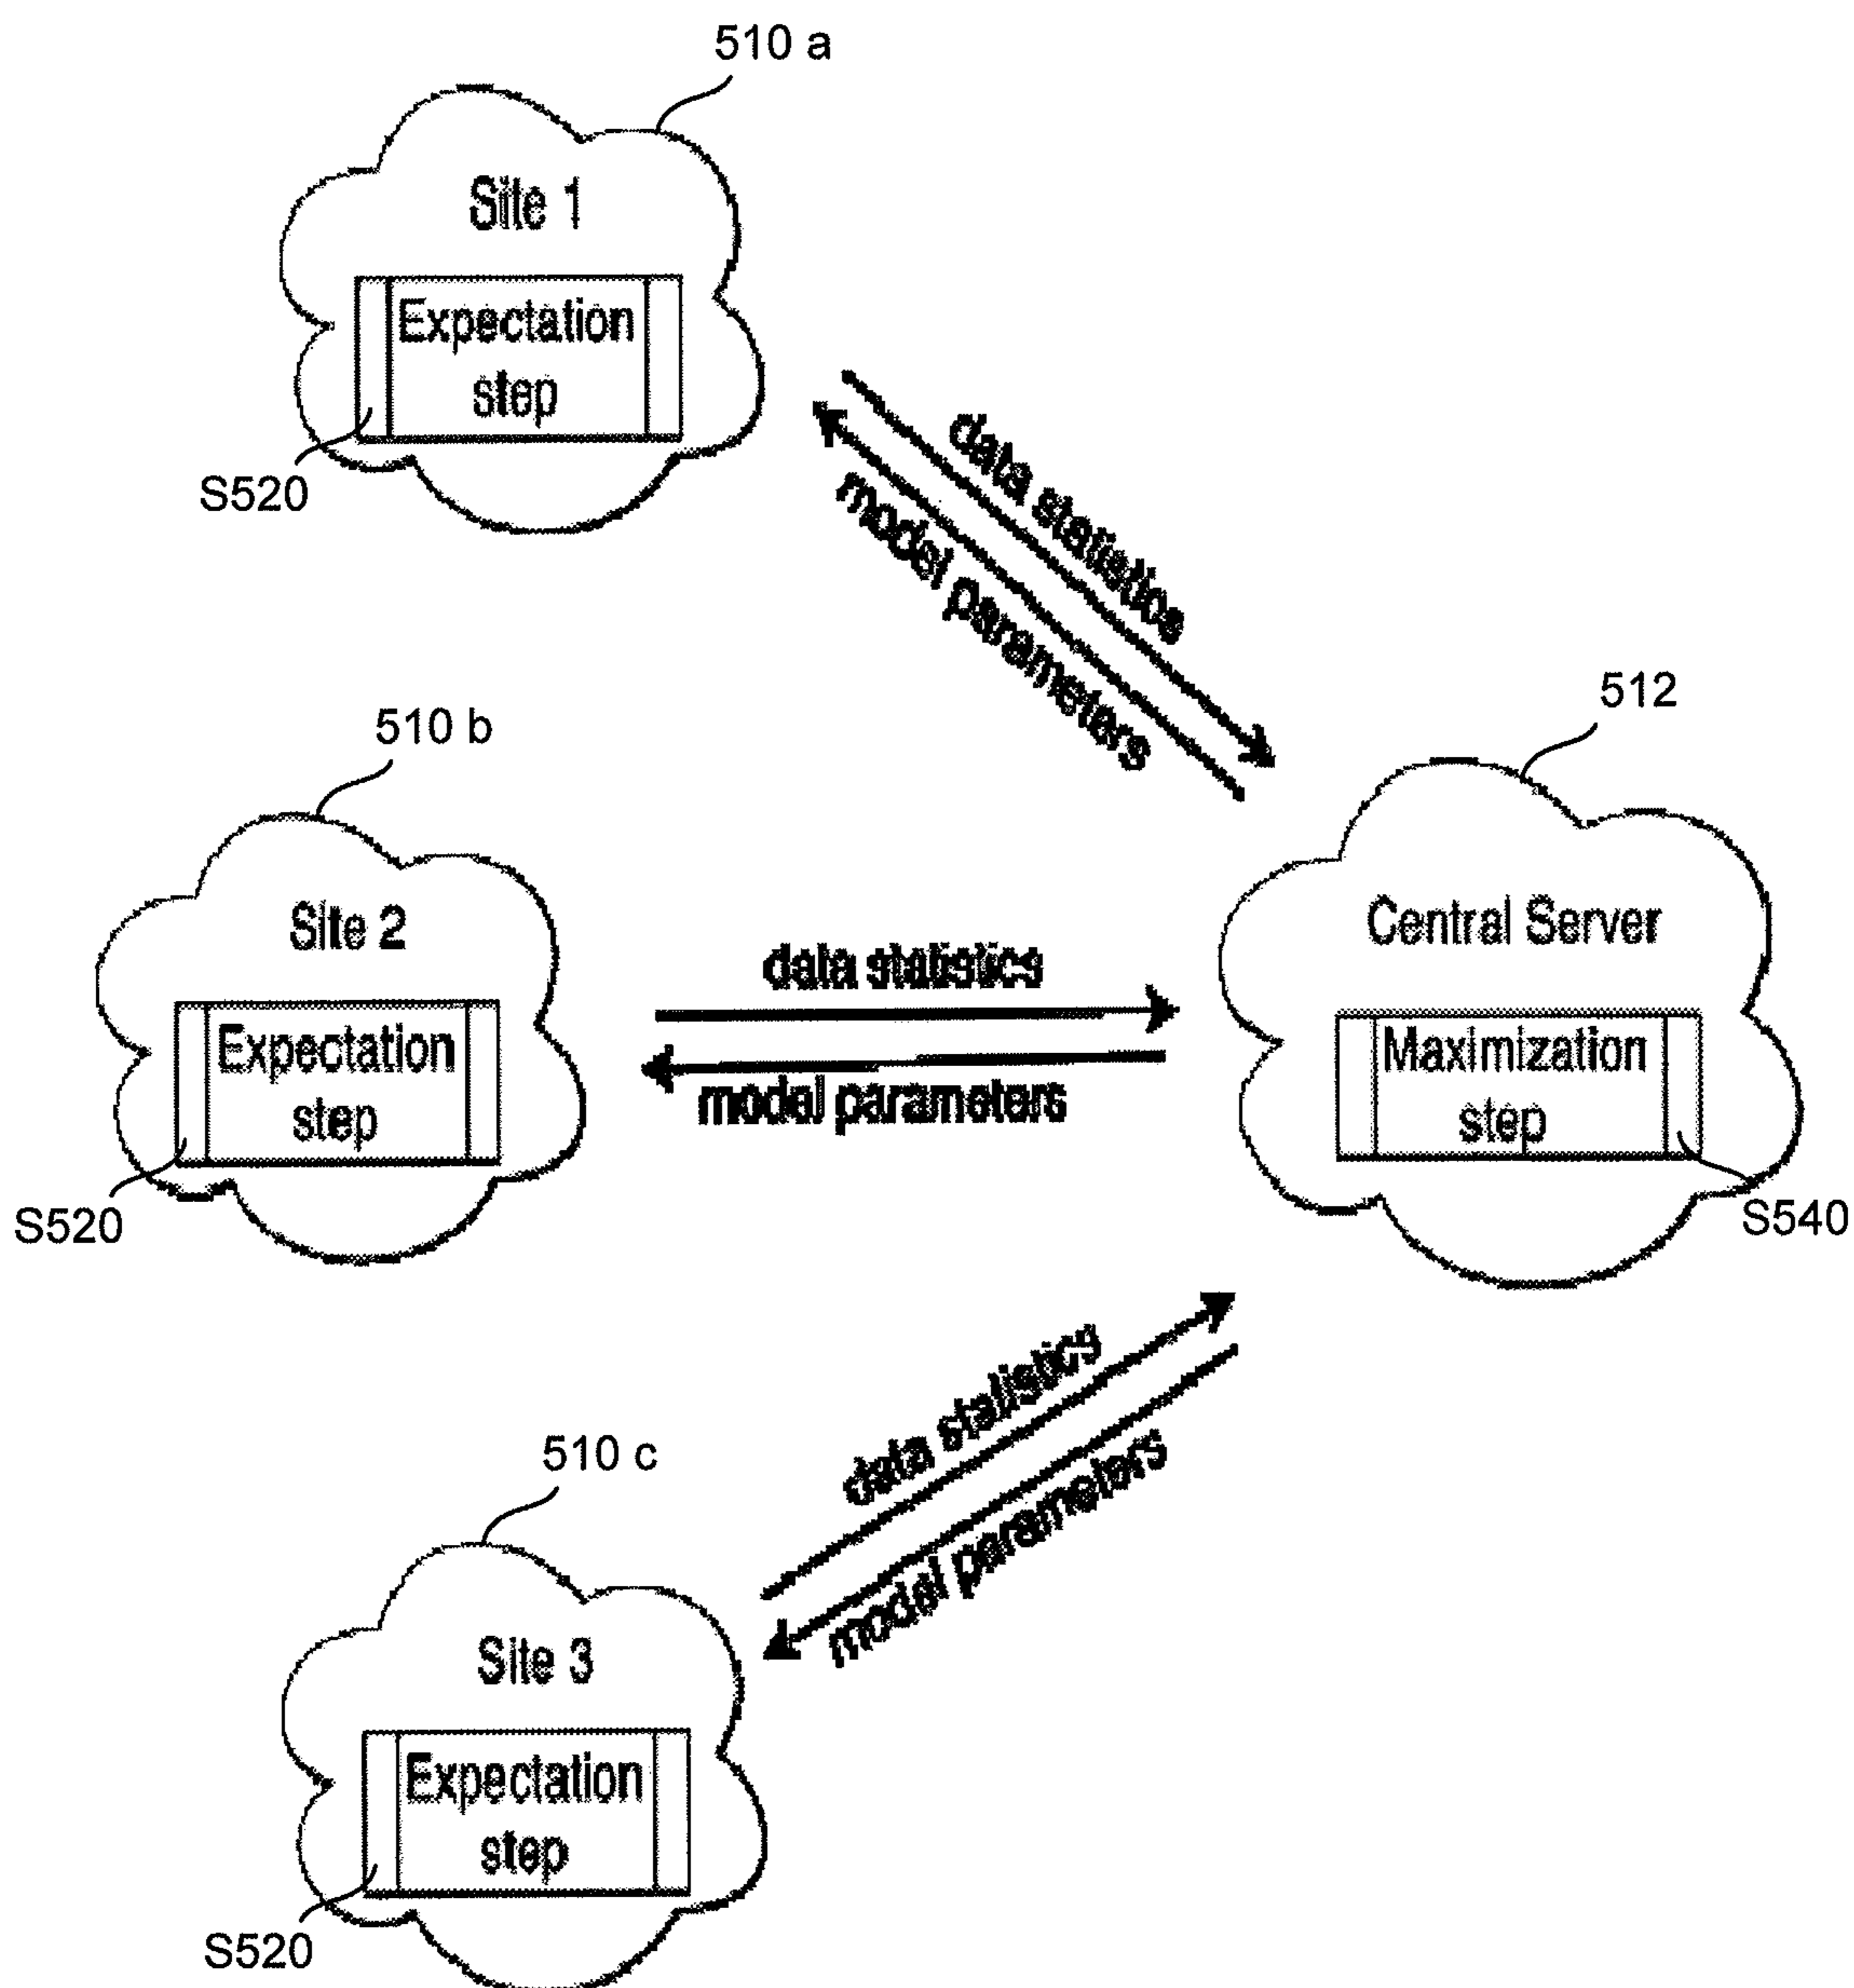 510 a
Site 1
Expectation
step
S520
data statistics
model parameters
512
510 b
Site 2
Expectation
step
S520
data statistics
model parameters
Central Server
Maximization
step
S540
data statistics
model parameters
510 c
Site 3
Expectation
step
S520